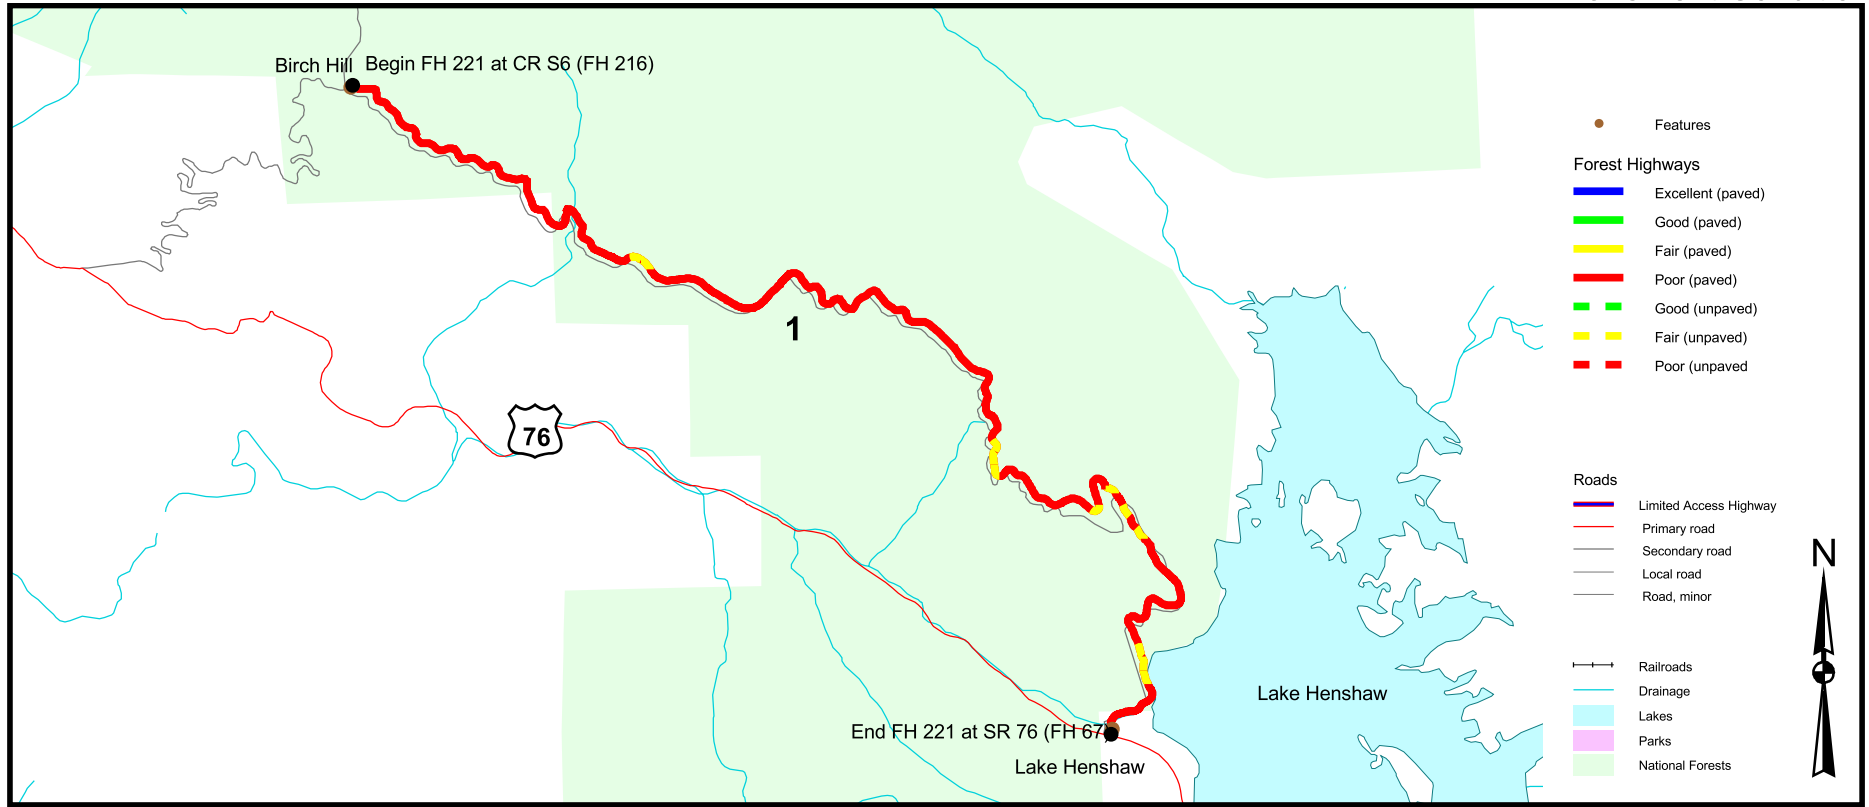 Birch Hill
Begin FH 221 at CR S6 (FH 216)
1
76
End FH 221 at SR 76 (FH 67)
Lake Henshaw
Lake Henshaw
Features
Forest Highways
Excellent (paved)
Good (paved)
Fair (paved)
Poor (paved)
Good (unpaved)
Fair (unpaved)
Poor (unpaved
Roads
Limited Access Highway
Primary road
Secondary road
Local road
Road, minor
Railroads
Drainage
Lakes
Parks
National Forests
N